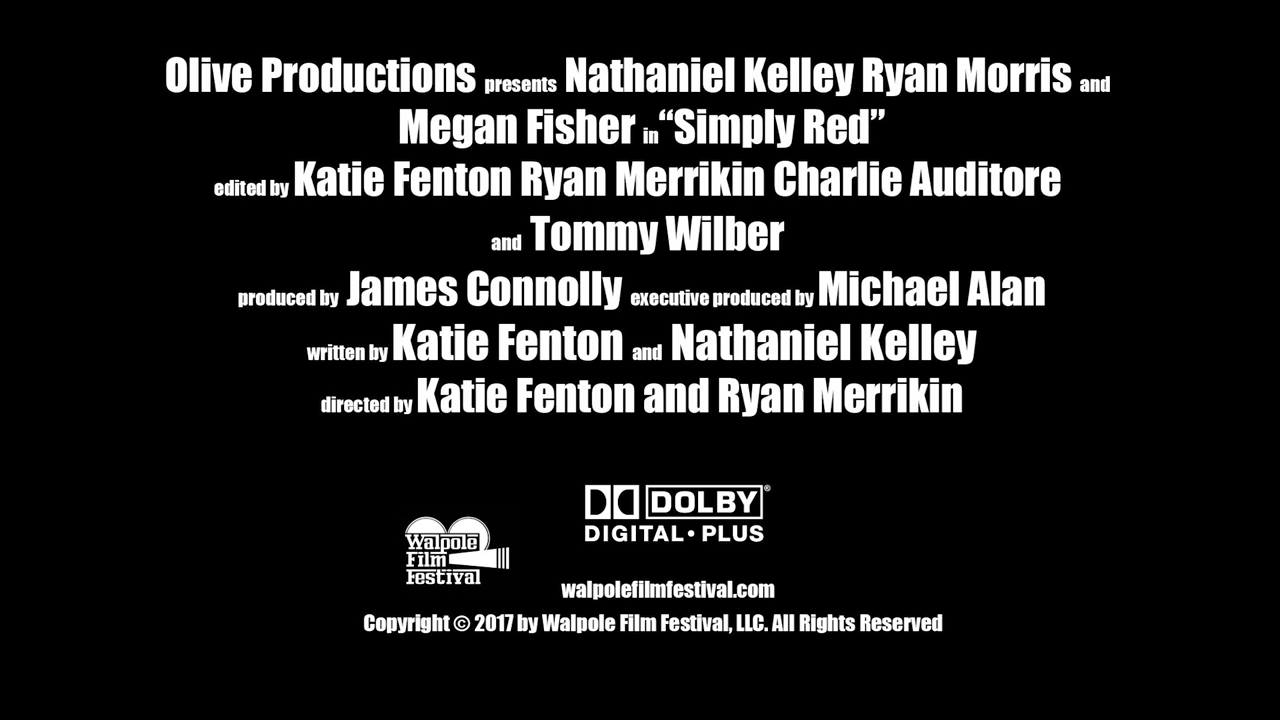 Olive Productions presents Nathaniel Kelley Ryan Morris and
Megan Fisher in “Simply Red”
edited by Katie Fenton Ryan Merrikin Charlie Auditore
and Tommy Wilber
produced by James Connolly executive produced by Michael Alan
written by Katie Fenton and Nathaniel Kelley
directed by Katie Fenton and Ryan Merrikin
DOLBY®
DIGITAL • PLUS
Walpole
Film
Festival
walpolefilmfestival.com
Copyright © 2017 by Walpole Film Festival, LLC. All Rights Reserved